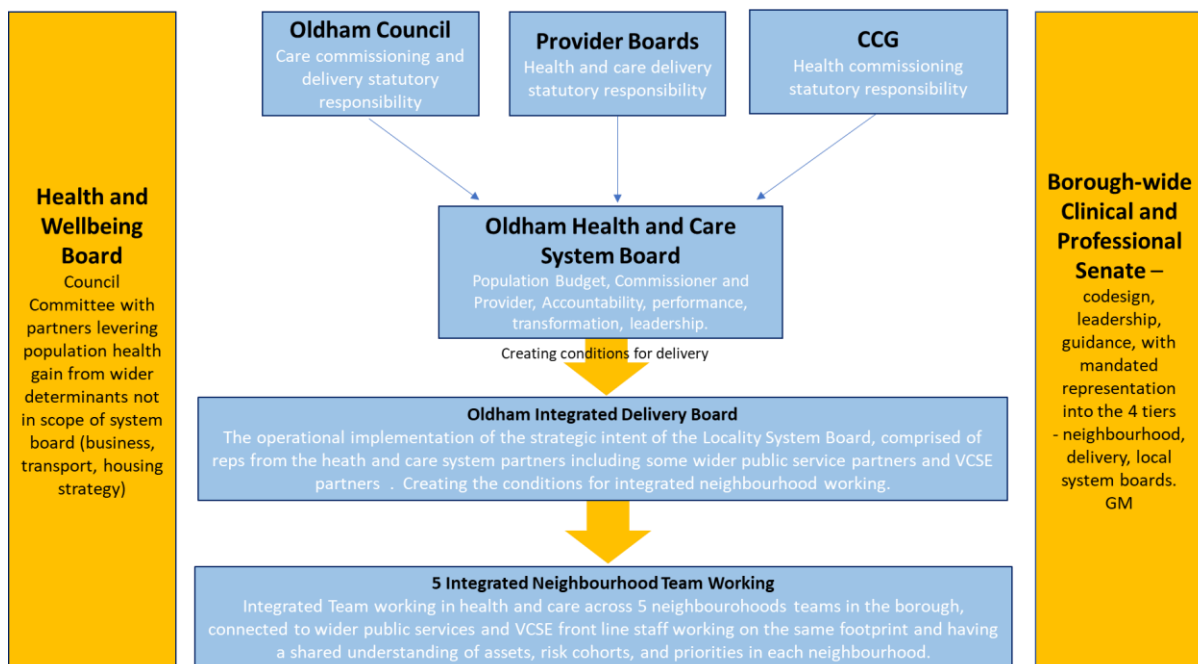 Oldham Council
Care commissioning and
delivery statutory
responsibility
Provider Boards
Health and care delivery
statutory responsibility
CCG
Health commissioning
statutory responsibility
Health and
Wellbeing
Board
Council
Committee with
partners levering
population health
gain from wider
determinants not
in scope of system
board (business,
transport, housing
strategy)
Oldham Health and Care
System Board
Population Budget, Commissioner and
Provider, Accountability, performance,
transformation, leadership.
Creating conditions for delivery
Oldham Integrated Delivery Board
The operational implementation of the strategic intent of the Locality System Board, comprised of
reps from the heath and care system partners including some wider public service partners and VCSE
partners . Creating the conditions for integrated neighbourhood working.
5 Integrated Neighbourhood Team Working
Integrated Team working in health and care across 5 neighbourohoods teams in the borough,
connected to wider public services and VCSE front line staff working on the same footprint and having
a shared understanding of assets, risk cohorts, and priorities in each neighbourhood.
Borough-wide
Clinical and
Professional
Senate –
codesign,
leadership,
guidance, with
mandated
representation
into the 4 tiers
- neighbourhood,
delivery, local
system boards.
GM